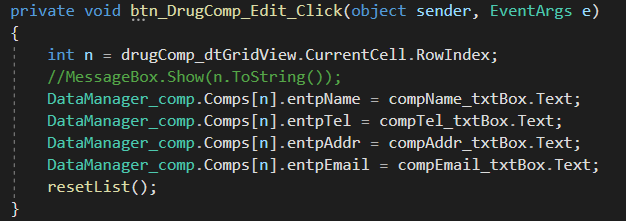 private void btn_DrugComp_Edit_Click(object sender, EventArgs e)
{
int n = drugComp_dtGridView.CurrentCell.RowIndex;
//MessageBox.Show(n.ToString());
DataManager_comp.Comps[n].entpName = compName_txtBox.Text;
DataManager_comp.Comps[n].entpTel = compTel_txtBox.Text;
DataManager_comp.Comps[n].entpAddr = compAddr_txtBox.Text;
DataManager_comp.Comps[n].entpEmail = compEmail_txtBox.Text;
resetList();
}